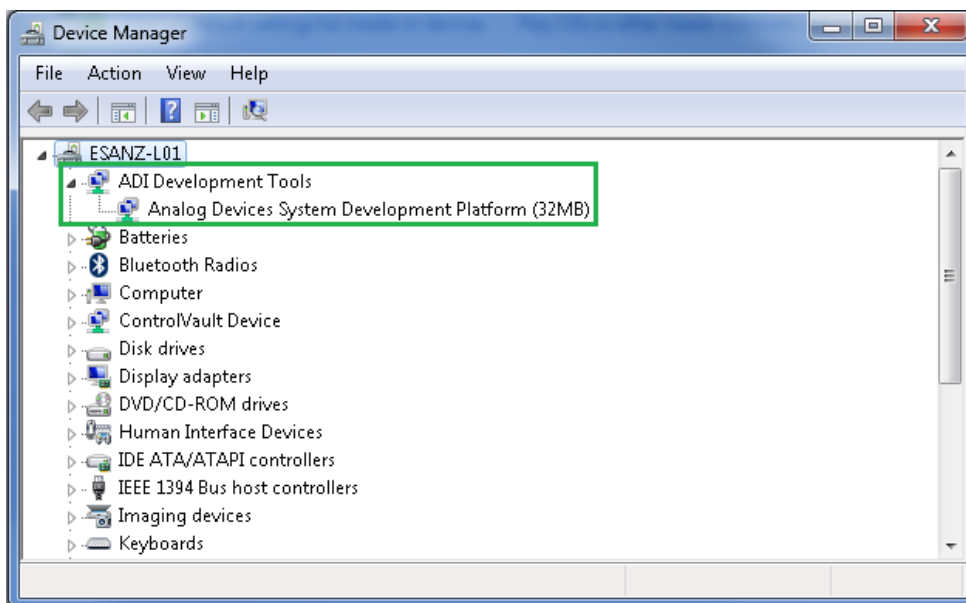 Device Manager
File Action View Help
ESANZ-L01
ADI Development Tools
Analog Devices System Development Platform (32MB)
Batteries
Bluetooth Radios
Computer
ControlVault Device
Disk drives
Display adapters
DVD/CD-ROM drives
Human Interface Devices
IDE ATA/ATAPI controllers
IEEE 1394 Bus host controllers
Imaging devices
Keyboards